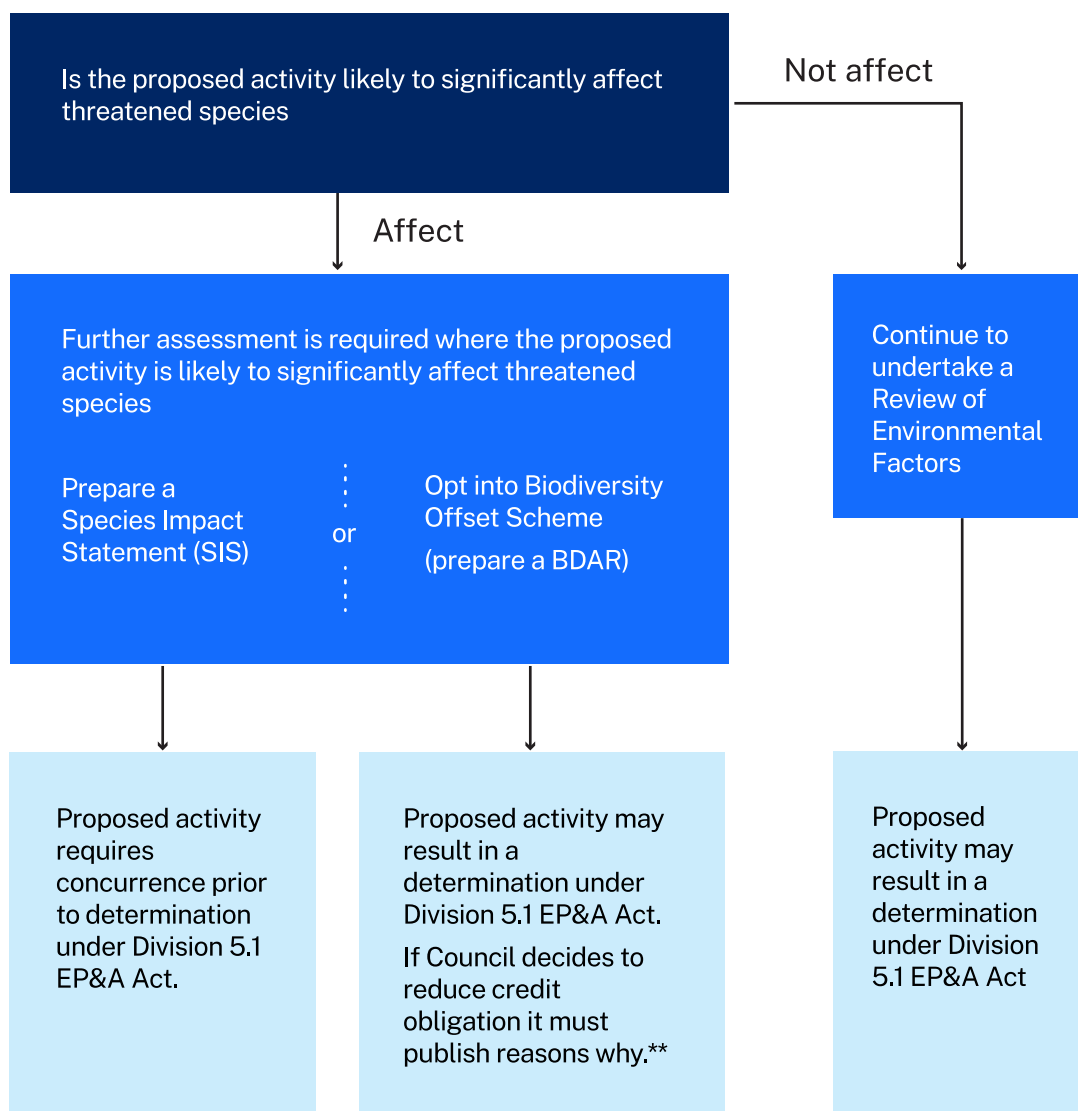 Is the proposed activity likely to significantly affect
threatened species
Not affect
Affect
Further assessment is required where the proposed
activity is likely to significantly affect threatened
species
Prepare a
Species Impact
Statement (SIS)
or
Opt into Biodiversity
Offset Scheme
(prepare a BDAR)
Continue to
undertake a
Review of
Environmental
Factors
Proposed activity
requires
concurrence prior
to determination
under Division 5.1
EP&A Act.
Proposed activity may
result in a
determination under
Division 5.1 EP&A Act.
If Council decides to
reduce credit
obligation it must
publish reasons why.**
Proposed
activity may
result in a
determination
under Division
5.1 EP&A Act